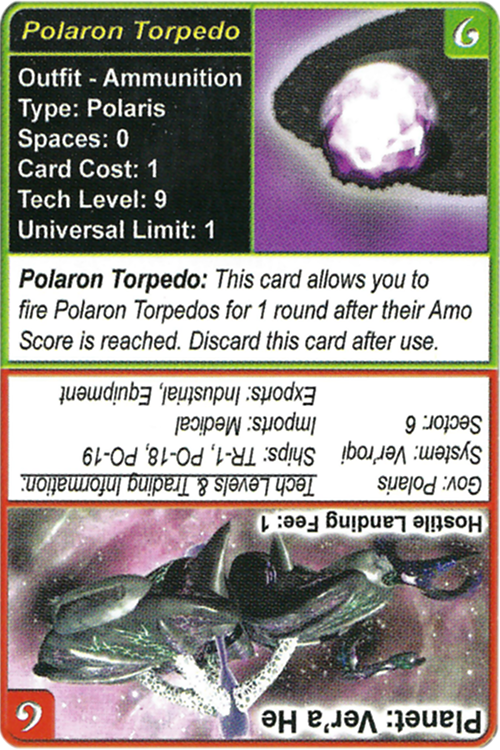 Polaron Torpedo
6
Outfit - Ammunition
Type: Polaris
Spaces: 0
Card Cost: 1
Tech Level: 9
Universal Limit: 1
Polaron Torpedo: This card allows you to
fire Polaron Torpedos for 1 round after their Amo
Score is reached. Discard this card after use.
Planet: Ver'a He
6
Hostile Landing Fee: 1
Gov: Polaris
System: Ver'roqi
Sector: 6
Tech Levels & Trading Information:
Ships: TR-1, PO-18, PO-19
Imports: Medical
Exports: Industrial, Equipment